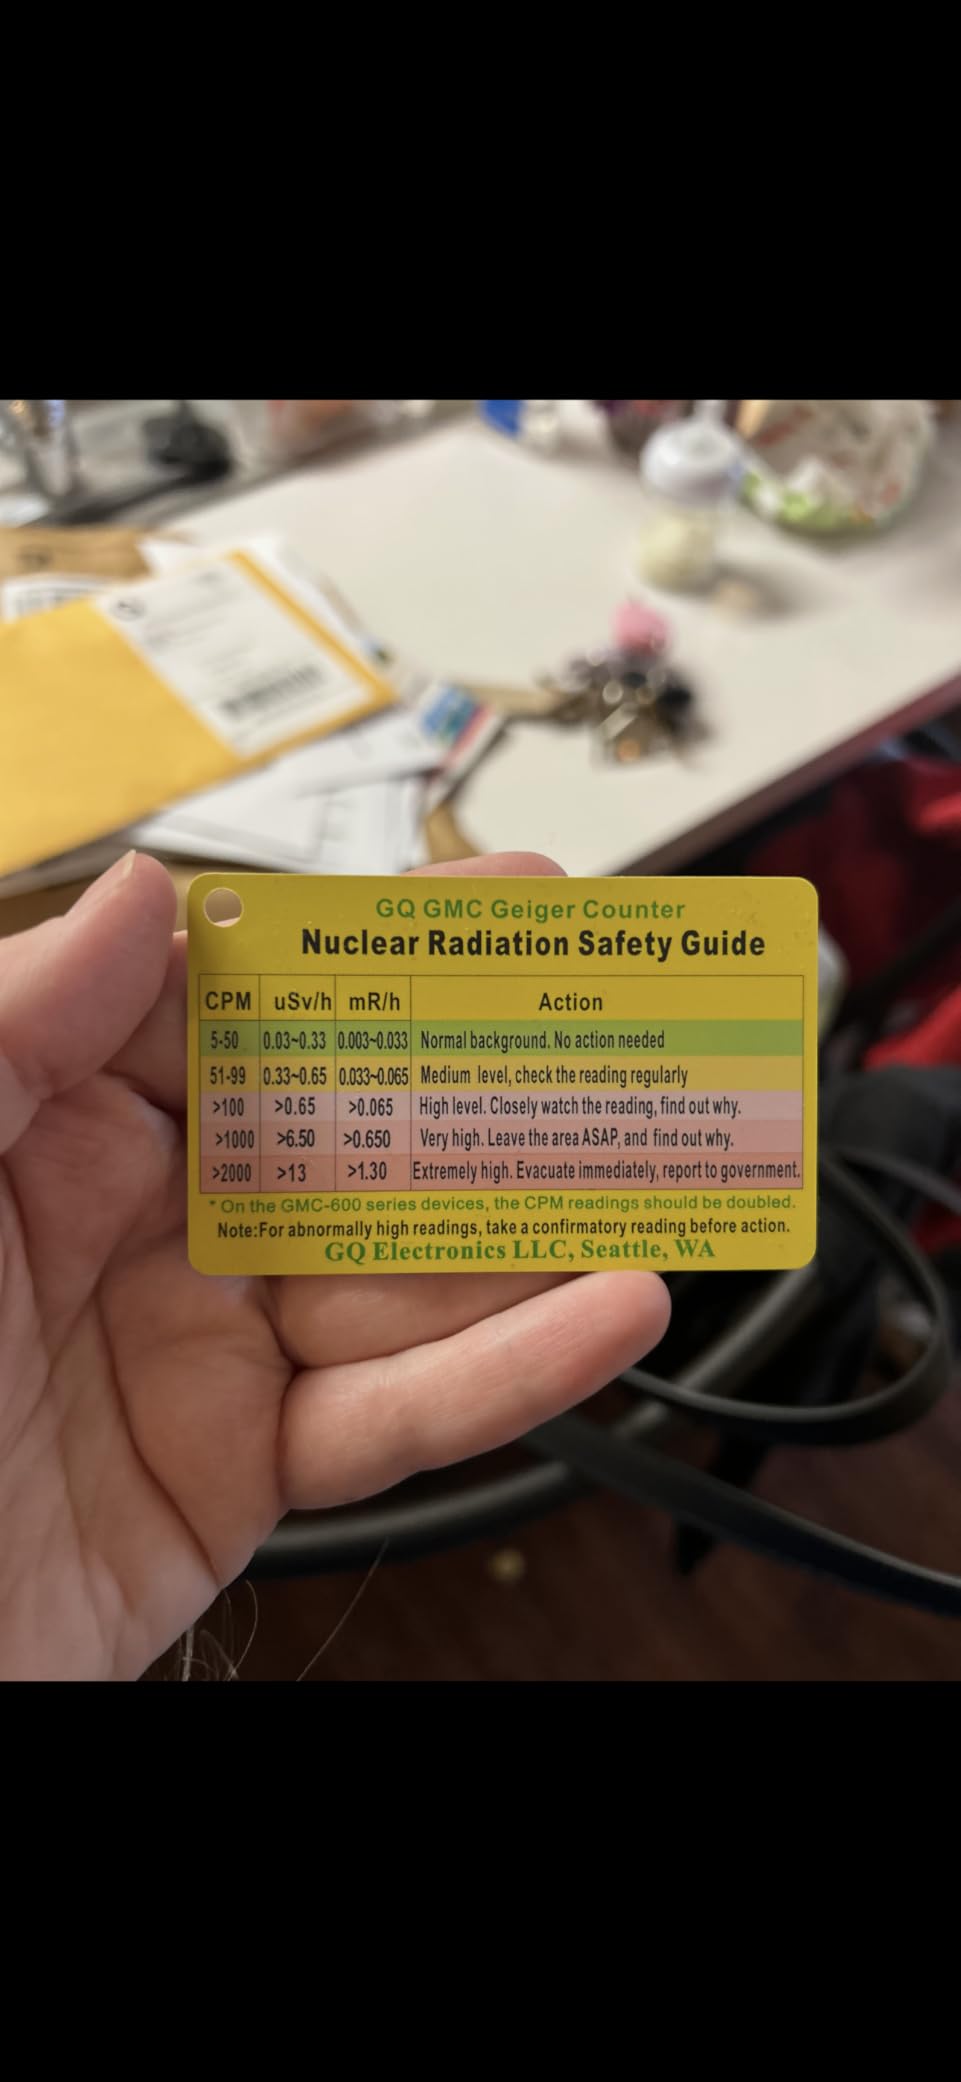 GQ GMC Geiger Counter
Nuclear Radiation Safety Guide
CPM uSv/h mR/h Action
5-50 0.03~0.33 0.003~0.033 Normal background. No action needed
51-99 0.33~0.65 0.033~0.065 Medium level, check the reading regularly
>100 >0.65 >0.065 High level. Closely watch the reading, find out why.
>1000 >6.50 >0.650 Very high. Leave the area ASAP, and find out why.
>2000 >13 >1.30 Extremely high. Evacuate immediately, report to government.
* On the GMC-600 series devices, the CPM readings should be doubled.
Note:For abnormally high readings, take a confirmatory reading before action.
GQ Electronics LLC, Seattle, WA